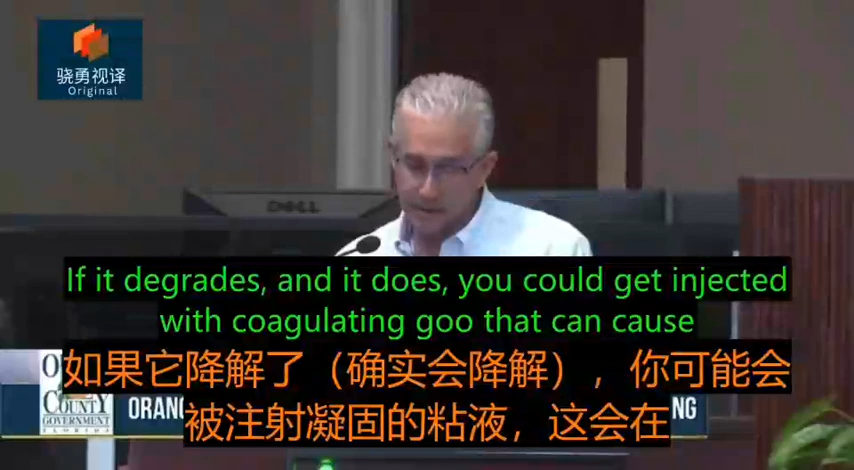 骁勇视译
Original
DELL
If it degrades, and it does, you could get injected
with coagulating goo that can cause
如果它降解了（确实会降解），你可能会
被注射凝固的粘液，这会在
COUNTY
GOVERNMENT
FLORIDA